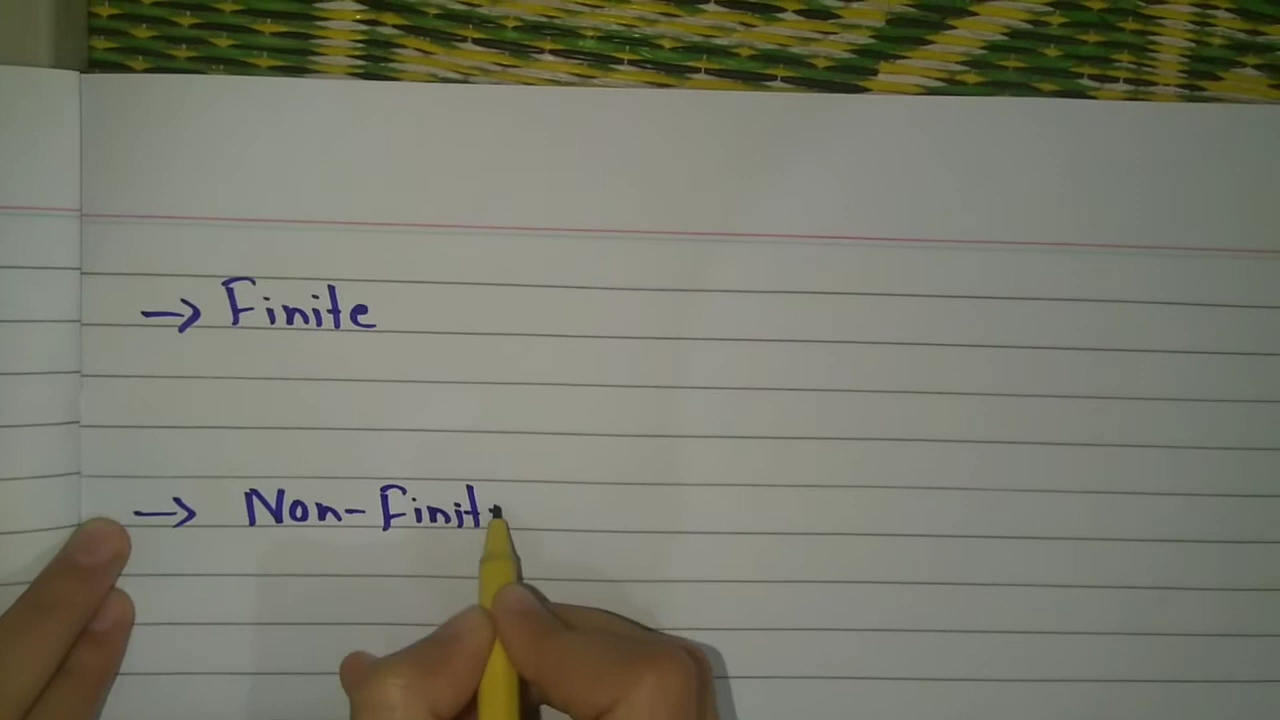 → Finite
→ Non-Finit